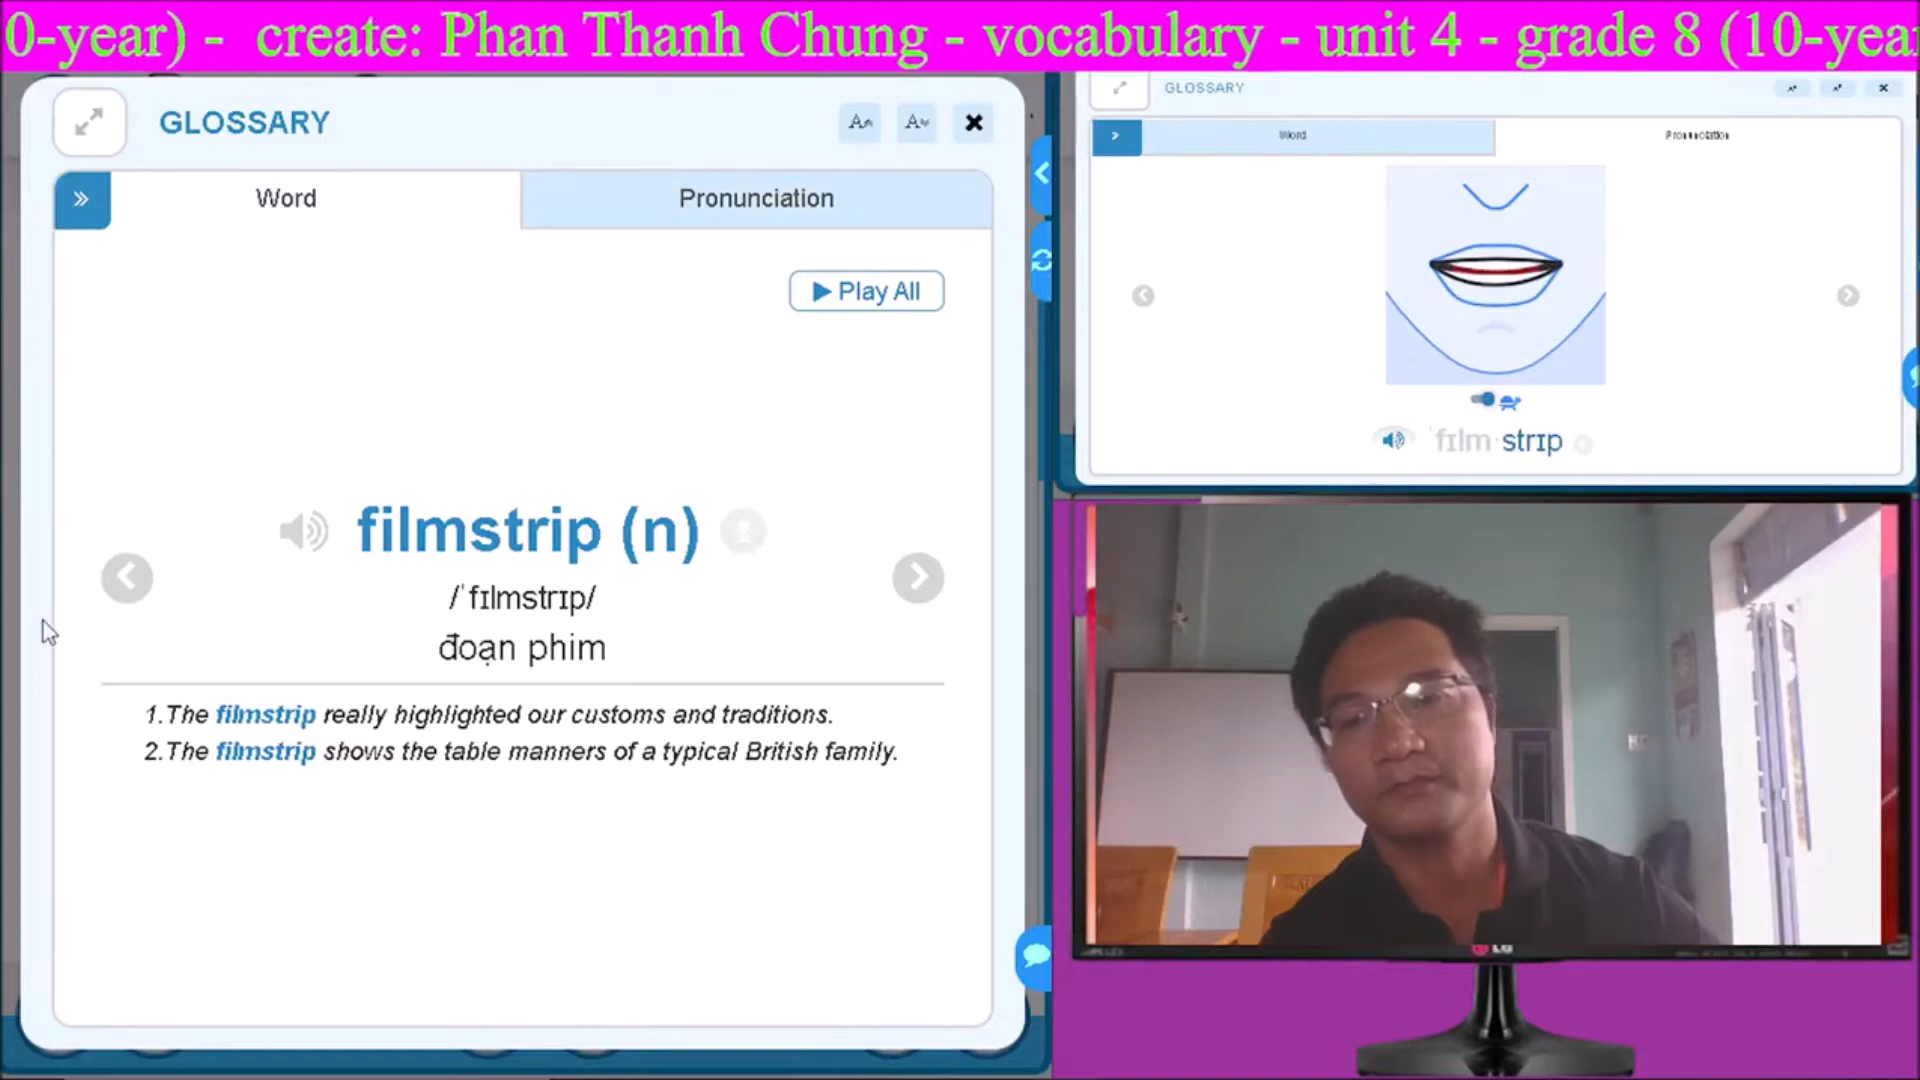 0-year) - create: Phan Thanh Chung - vocabulary - unit 4 - grade 8 (10-year
GLOSSARY
Word
Pronunciation
Play All
filmstrip (n)
/ˈfɪlmstrɪp/
đoạn phim
1.The filmstrip really highlighted our customs and traditions.
2.The filmstrip shows the table manners of a typical British family.
GLOSSARY
Word
Pronunciation
ˈfɪlm·strɪp
LG